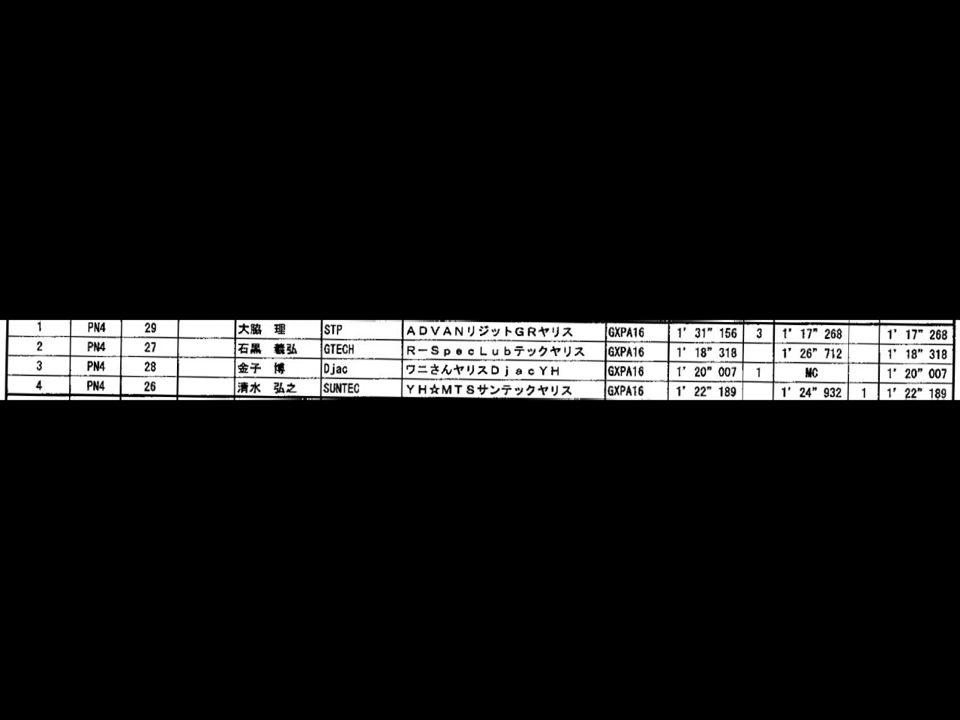 1 PN4 29 大脇 理 STP ADVANリジットGRヤリス GXPA16 1' 31" 156 3 1' 17" 268 1' 17" 268
2 PN4 27 石黒 義弘 GTECH R-SpecLubテックヤリス GXPA16 1' 18" 318 1' 26" 712 1' 18" 318
3 PN4 28 金子 博 Djac ワニさんヤリスDjacYH GXPA16 1' 20" 007 1 MC 1' 20" 007
4 PN4 26 清水 弘之 SUNTEC YH☆MTSサンテックヤリス GXPA16 1' 22" 189 1' 24" 932 1 1' 22" 189